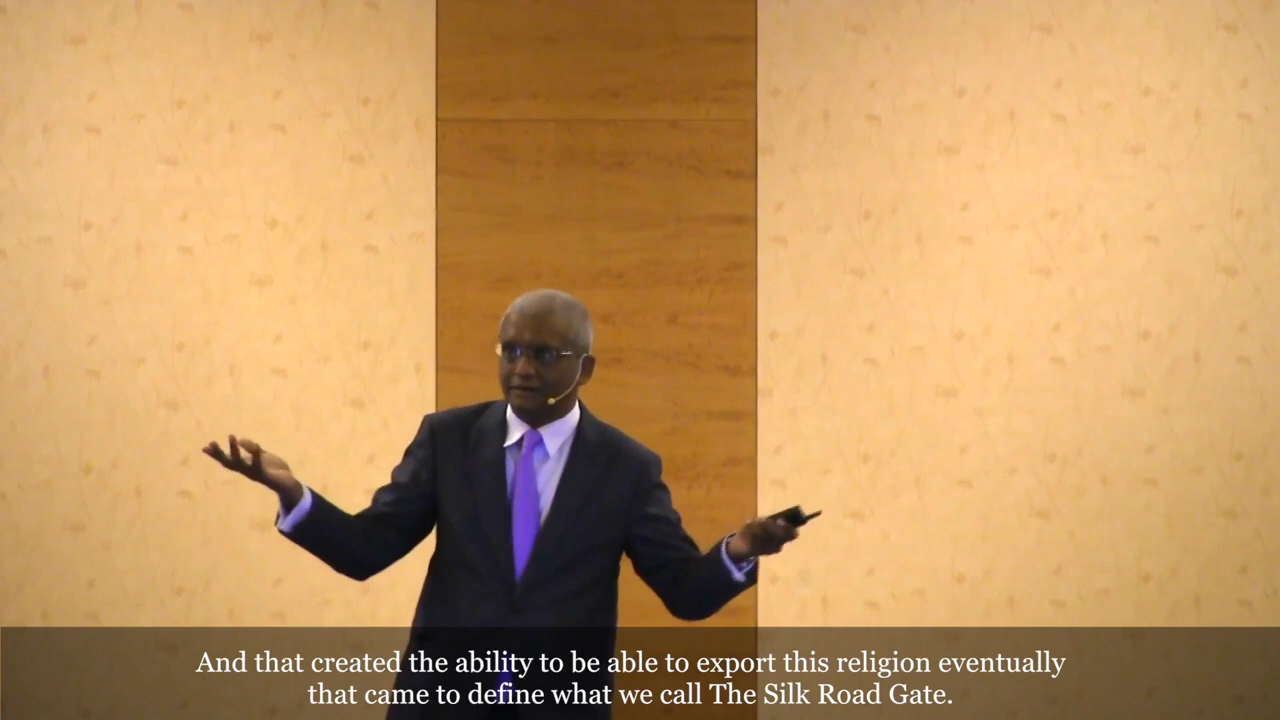 And that created the ability to be able to export this religion eventually
that came to define what we call The Silk Road Gate.